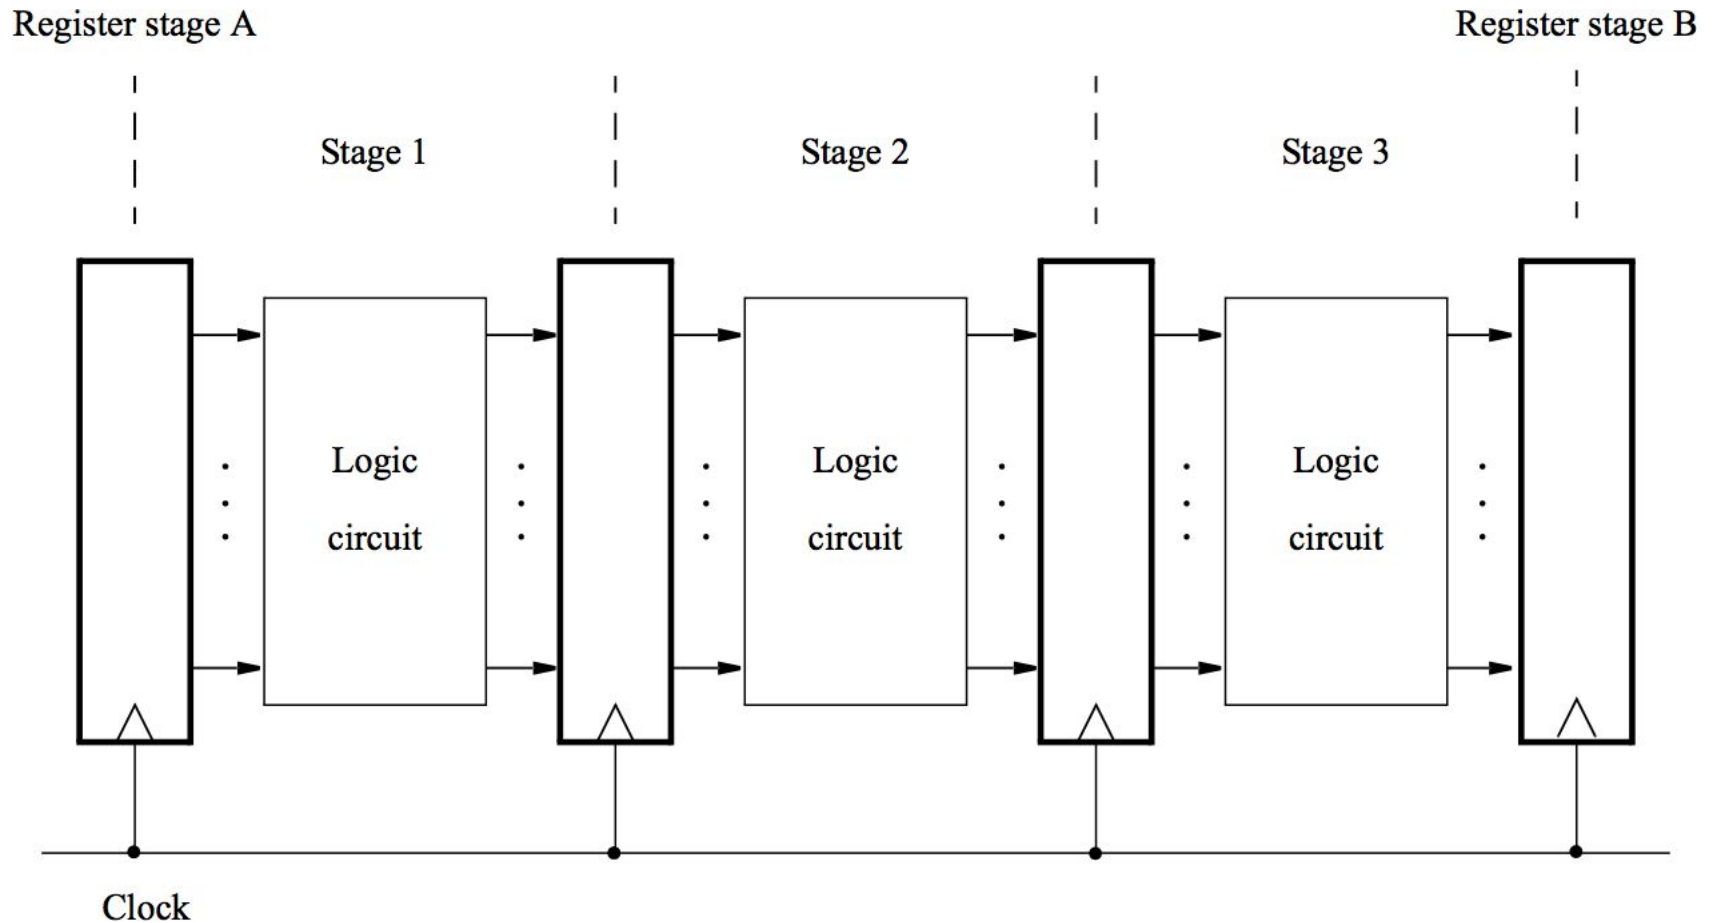 Register stage A
Register stage B
Stage 1
Stage 2
Stage 3
Logic
circuit
Logic
circuit
Logic
circuit
Clock